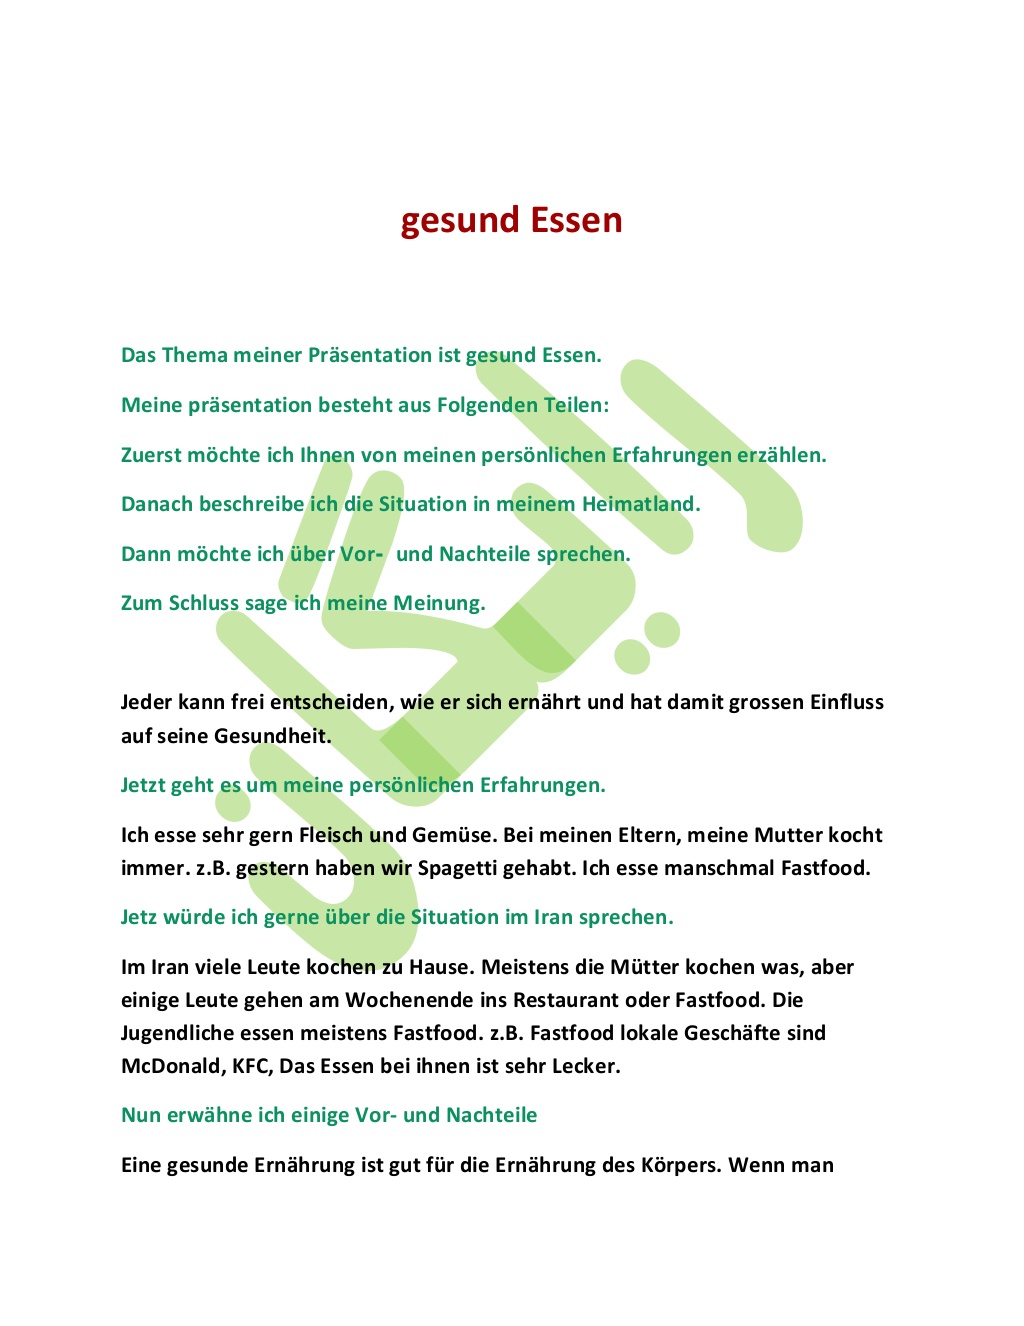 gesund Essen
Das Thema meiner Präsentation ist gesund Essen.
Meine präsentation besteht aus Folgenden Teilen:
Zuerst möchte ich Ihnen von meinen persönlichen Erfahrungen erzählen.
Danach beschreibe ich die Situation in meinem Heimatland.
Dann möchte ich über Vor- und Nachteile sprechen.
Zum Schluss sage ich meine Meinung.
Jeder kann frei entscheiden, wie er sich ernährt und hat damit grossen Einfluss
auf seine Gesundheit.
Jetzt geht es um meine persönlichen Erfahrungen.
Ich esse sehr gern Fleisch und Gemüse. Bei meinen Eltern, meine Mutter kocht
immer. z.B. gestern haben wir Spagetti gehabt. Ich esse manschmal Fastfood.
Jetz würde ich gerne über die Situation im Iran sprechen.
Im Iran viele Leute kochen zu Hause. Meistens die Mütter kochen was, aber
einige Leute gehen am Wochenende ins Restaurant oder Fastfood. Die
Jugendliche essen meistens Fastfood. z.B. Fastfood lokale Geschäfte sind
McDonald, KFC, Das Essen bei ihnen ist sehr Lecker.
Nun erwähne ich einige Vor- und Nachteile
Eine gesunde Ernährung ist gut für die Ernährung des Körpers. Wenn man
رایگان